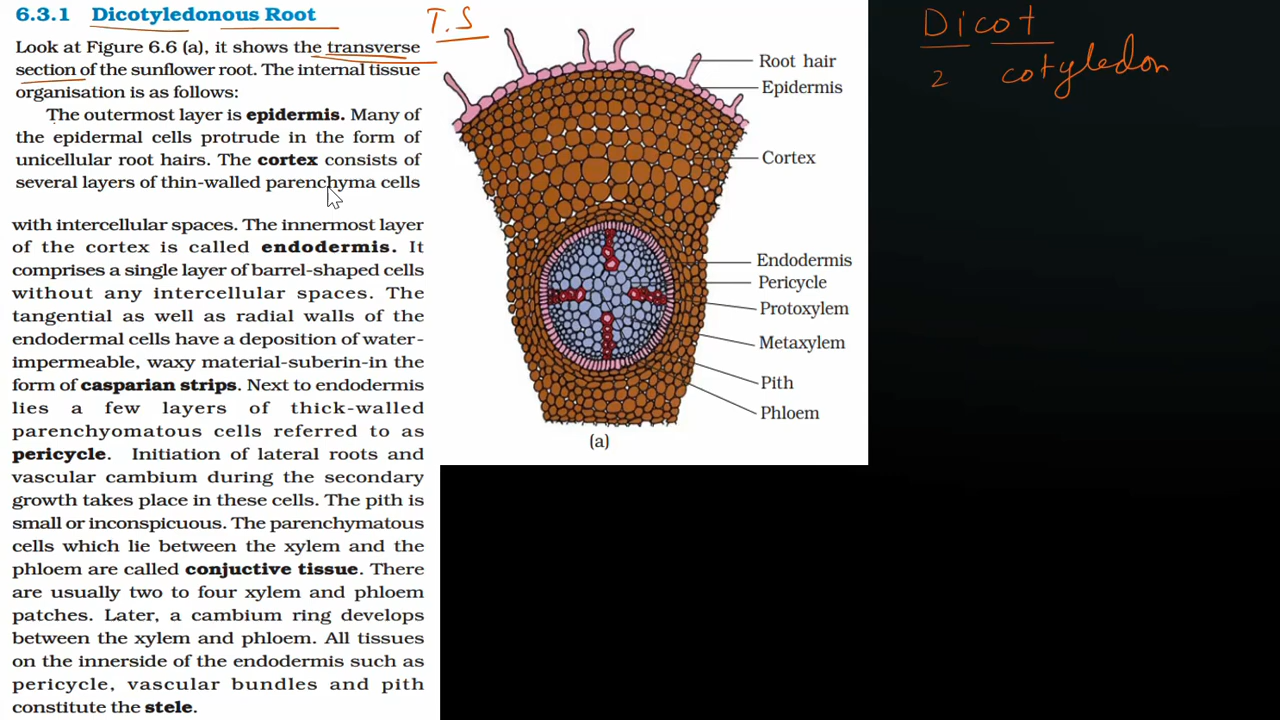 6.3.1 Dicotyledonous Root
Look at Figure 6.6 (a), it shows the transverse
section of the sunflower root. The internal tissue
organisation is as follows:
The outermost layer is epidermis. Many of
the epidermal cells protrude in the form of
unicellular root hairs. The cortex consists of
several layers of thin-walled parenchyma cells
with intercellular spaces. The innermost layer
of the cortex is called endodermis. It
comprises a single layer of barrel-shaped cells
without any intercellular spaces. The
tangential as well as radial walls of the
endodermal cells have a deposition of water-
impermeable, waxy material-suberin-in the
form of casparian strips. Next to endodermis
lies a few layers of thick-walled
parenchyomatous cells referred to as
pericycle. Initiation of lateral roots and
vascular cambium during the secondary
growth takes place in these cells. The pith is
small or inconspicuous. The parenchymatous
cells which lie between the xylem and the
phloem are called conjuctive tissue. There
are usually two to four xylem and phloem
patches. Later, a cambium ring develops
between the xylem and phloem. All tissues
on the innerside of the endodermis such as
pericycle, vascular bundles and pith
constitute the stele.
T.S
Root hair
Epidermis
Cortex
Endodermis
Pericycle
Protoxylem
Metaxylem
Pith
Phloem
(a)
Dicot
2 cotyledon